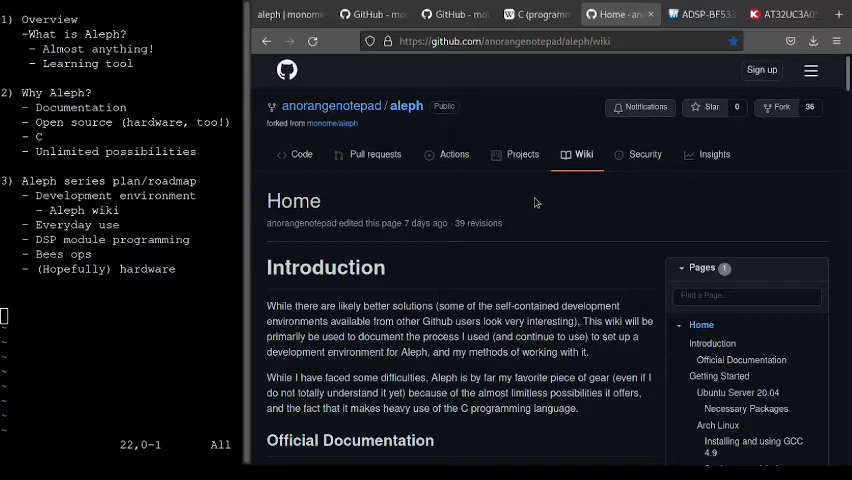 1) Overview
-What is Aleph?
- Almost anything!
- Learning tool
2) Why Aleph?
- Documentation
- Open source (hardware, too!)
- C
- Unlimited possibilities
3) Aleph series plan/roadmap
- Development environment
- Aleph wiki
- Everyday use
- DSP module programming
- Bees ops
- (Hopefully) hardware
~
~
~
~
~
~
~
~
22,0-1 All
aleph | monome
GitHub - mon
GitHub - mo
C (programm
Home · an
ADSP-BF533
AT32UC3A0
https://github.com/anorangenotepad/aleph/wiki
Sign up
anorangenotepad / aleph Public
forked from monome/aleph
Notifications
Star 0
Fork 36
Code
Pull requests
Actions
Projects
Wiki
Security
Insights
Home
anorangenotepad edited this page 7 days ago · 39 revisions
Introduction
While there are likely better solutions (some of the self-contained development
environments available from other Github users look very interesting), This wiki will be
primarily be used to document the process I used (and continue to use) to set up a
development environment for Aleph, and my methods of working with it.
While I have faced some difficulties, Aleph is by far my favorite piece of gear (even if I
do not totally understand it yet) because of the almost limitless possibilities it offers,
and the fact that it makes heavy use of the C programming language.
Official Documentation
Pages 1
Find a Page...
Home
Introduction
Official Documentation
Getting Started
Ubuntu Server 20.04
Necessary Packages
Arch Linux
Installing and using GCC
4.9